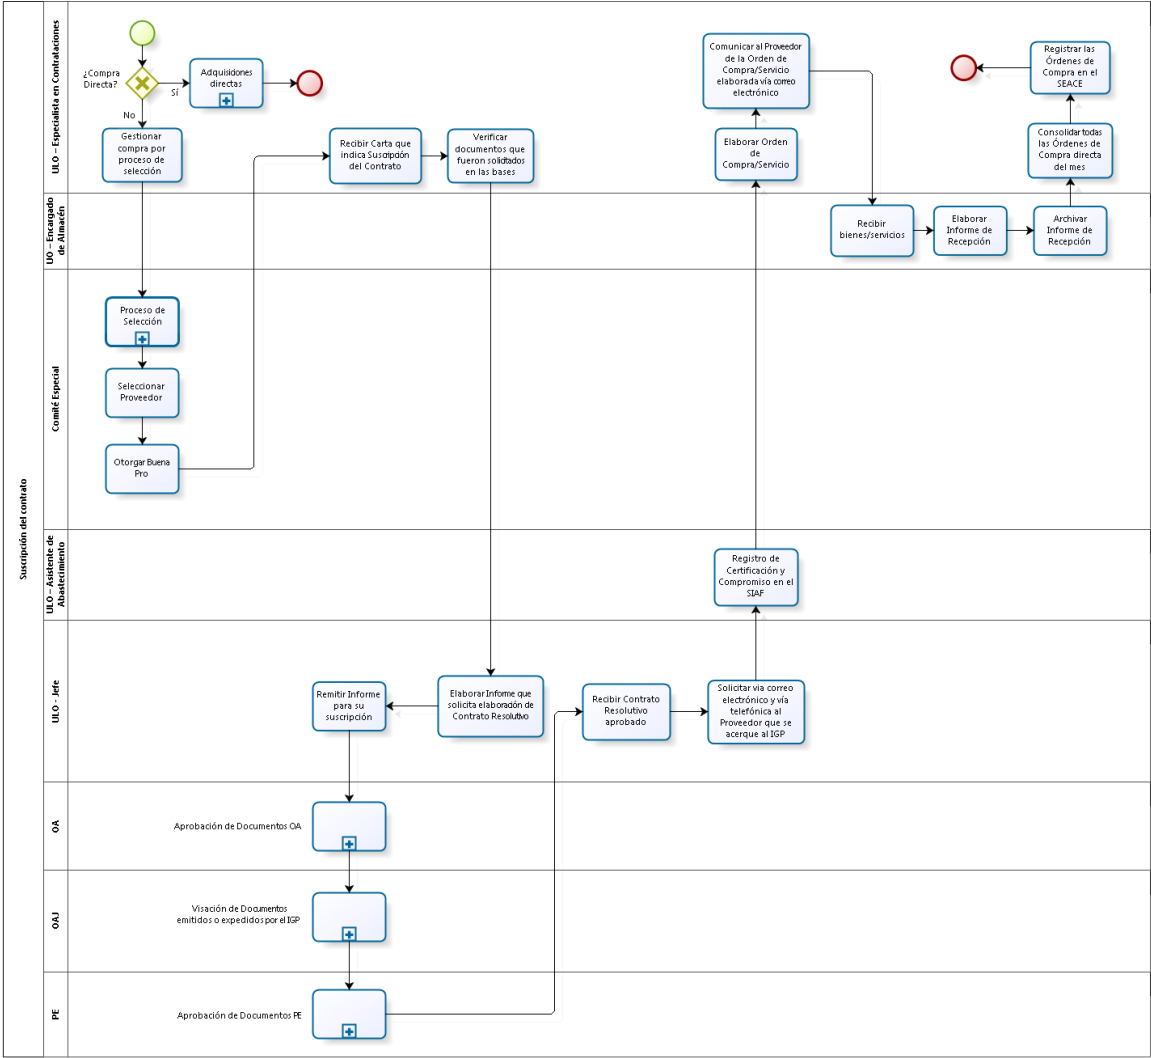 Suscripción del contrato
ULO – Especialista en Contrataciones
¿Compra
Directa?
Sí
No
Adquisidones
directas
Gestionar
compra por
proceso de
selección
Recibir Carta que
indica Suscripción
del Contrato
Verificar
documentos que
fueron solicitados
en las bases
Comunicar al Proveedor
de la Orden de
Compra/Servicio
elaborada vía correo
electrónico
Elaborar Orden
de
Compra/Servicio
Registrar las
Órdenes de
Compra en el
SEACE
Consolidar todas
las Órdenes de
Compra directa
del mes
UO – Encargado
de Almacén
Recibir
bienes/servicios
Elaborar
Informe de
Recepción
Archivar
Informe de
Recepción
Comité Especial
Proceso de
Selección
Seleccionar
Proveedor
Otorgar Buena
Pro
ULO – Asistente de
Abastecimiento
Registro de
Certificación y
Compromiso en el
SIAF
ULO - Jefe
Remitir Informe
para su
suscripción
Elaborar Informe que
solicita elaboración de
Contrato Resolutivo
Recibir Contrato
Resolutivo
aprobado
Solicitar via correo
electrónico y vía
telefónica al
Proveedor que se
acerque al IGP
OA
Aprobación de Documentos OA
OAJ
Visación de Documentos
emitidos o expedidos por el IGP
PE
Aprobación de Documentos PE